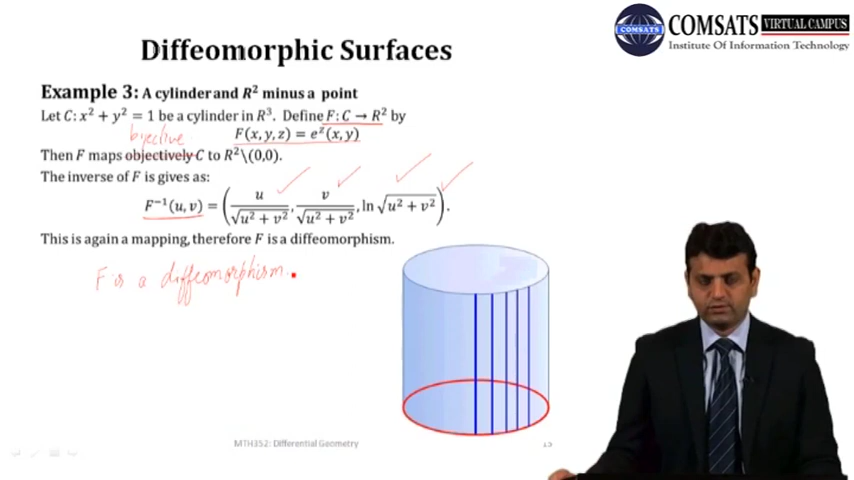 COMSATS VIRTUAL CAMPUS
Institute Of Information Technology
Diffeomorphic Surfaces
Example 3: A cylinder and R² minus a point
Let C: x² + y² = 1 be a cylinder in R³. Define F: C → R² by
bijective
F(x, y, z) = e^z(x, y)
Then F maps objectively C to R²\(0,0).
The inverse of F is gives as:
F⁻¹(u, v) = (u/√(u² + v²), v/√(u² + v²), ln √(u² + v²)).
This is again a mapping, therefore F is a diffeomorphism.
F is a diffeomorphism.
MTH352: Differential Geometry
15